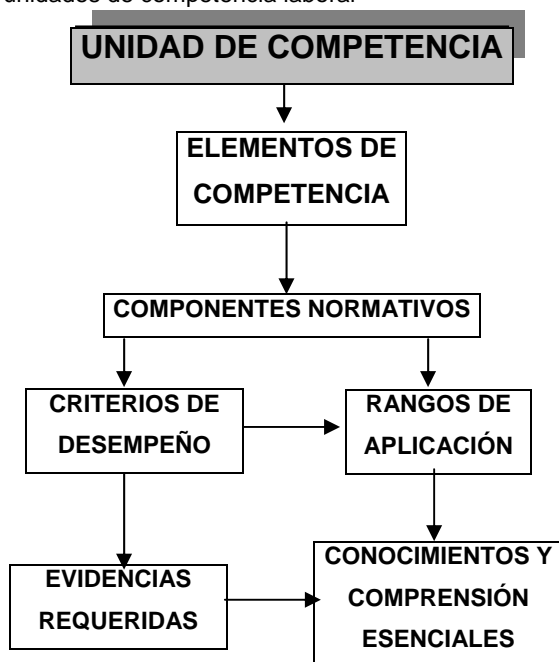 unidades de competencia laboral
UNIDAD DE COMPETENCIA
ELEMENTOS DE
COMPETENCIA
COMPONENTES NORMATIVOS
CRITERIOS DE
DESEMPEÑO
RANGOS DE
APLICACIÓN
EVIDENCIAS
REQUERIDAS
CONOCIMIENTOS Y
COMPRENSIÓN
ESENCIALES